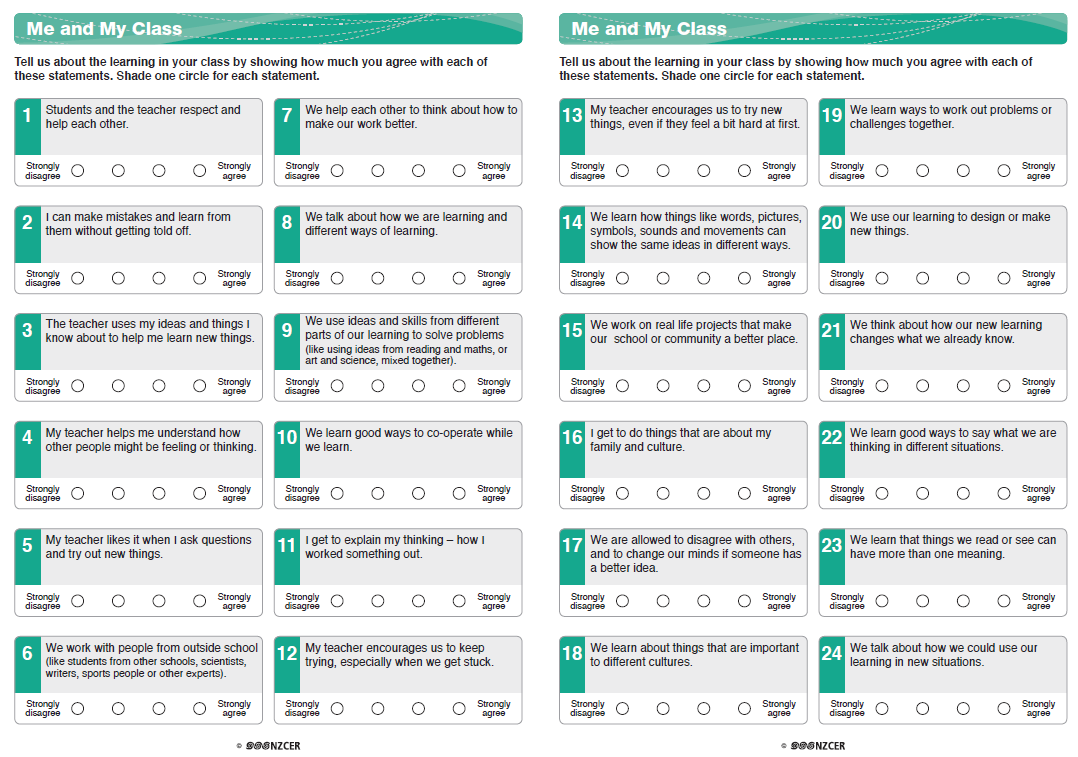 Me and My Class
Tell us about the learning in your class by showing how much you agree with each of
these statements. Shade one circle for each statement.
1
Students and the teacher respect and
help each other.
Strongly
disagree
Strongly
agree
2
I can make mistakes and learn from
them without getting told off.
Strongly
disagree
Strongly
agree
3
The teacher uses my ideas and things I
know about to help me learn new things.
Strongly
disagree
Strongly
agree
4
My teacher helps me understand how
other people might be feeling or thinking.
Strongly
disagree
Strongly
agree
5
My teacher likes it when I ask questions
and try out new things.
Strongly
disagree
Strongly
agree
6
We work with people from outside school
(like students from other schools, scientists,
writers, sports people or other experts).
Strongly
disagree
Strongly
agree
7
We help each other to think about how to
make our work better.
Strongly
disagree
Strongly
agree
8
We talk about how we are learning and
different ways of learning.
Strongly
disagree
Strongly
agree
9
We use ideas and skills from different
parts of our learning to solve problems
(like using ideas from reading and maths, or
art and science, mixed together).
Strongly
disagree
Strongly
agree
10
We learn good ways to co-operate while
we learn.
Strongly
disagree
Strongly
agree
11
I get to explain my thinking – how I
worked something out.
Strongly
disagree
Strongly
agree
12
My teacher encourages us to keep
trying, especially when we get stuck.
Strongly
disagree
Strongly
agree
© NZCER
Me and My Class
Tell us about the learning in your class by showing how much you agree with each of
these statements. Shade one circle for each statement.
13
My teacher encourages us to try new
things, even if they feel a bit hard at first.
Strongly
disagree
Strongly
agree
14
We learn how things like words, pictures,
symbols, sounds and movements can
show the same ideas in different ways.
Strongly
disagree
Strongly
agree
15
We work on real life projects that make
our school or community a better place.
Strongly
disagree
Strongly
agree
16
I get to do things that are about my
family and culture.
Strongly
disagree
Strongly
agree
17
We are allowed to disagree with others,
and to change our minds if someone has
a better idea.
Strongly
disagree
Strongly
agree
18
We learn about things that are important
to different cultures.
Strongly
disagree
Strongly
agree
19
We learn ways to work out problems or
challenges together.
Strongly
disagree
Strongly
agree
20
We use our learning to design or make
new things.
Strongly
disagree
Strongly
agree
21
We think about how our new learning
changes what we already know.
Strongly
disagree
Strongly
agree
22
We learn good ways to say what we are
thinking in different situations.
Strongly
disagree
Strongly
agree
23
We learn that things we read or see can
have more than one meaning.
Strongly
disagree
Strongly
agree
24
We talk about how we could use our
learning in new situations.
Strongly
disagree
Strongly
agree
© NZCER